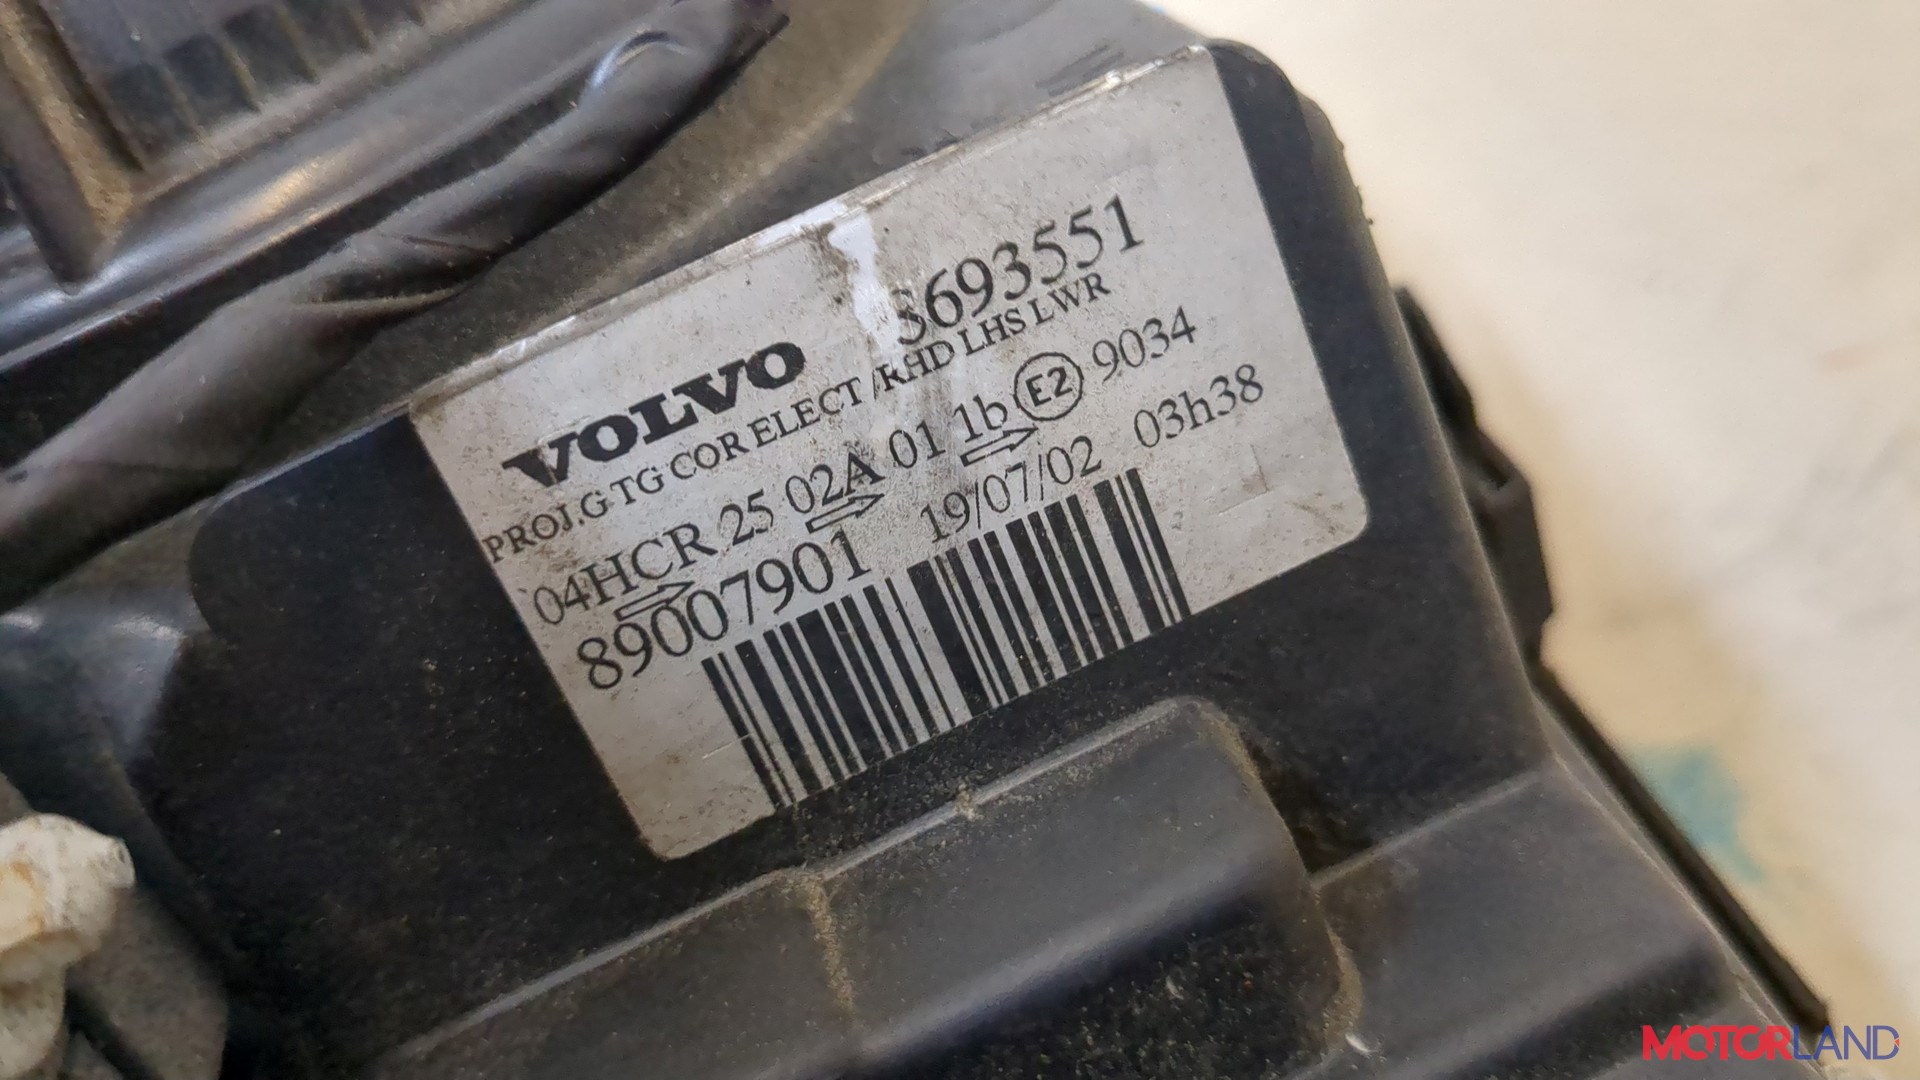 VOLVO 8693551
PROJ.G TG COR ELECT /RHD LHS LWR
04HCR 25 02A 01 1b E2 9034
89007901 19/07/02 03h38
MOTORLAND